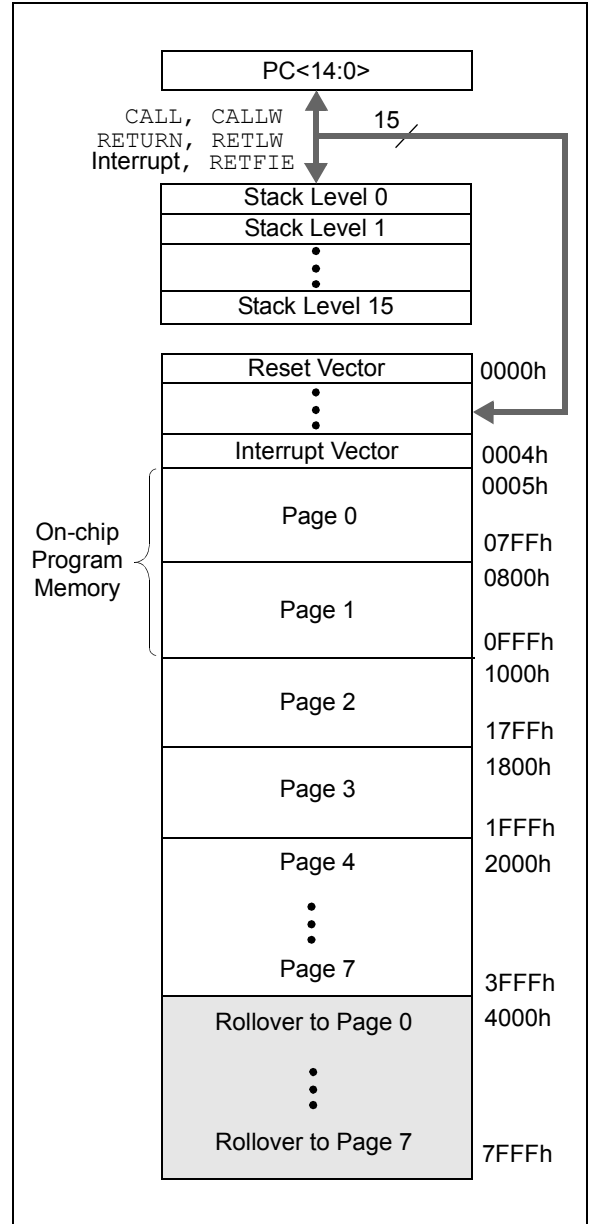 PC<14:0>
CALL, CALLW
15
RETURN, RETLW
Interrupt, RETFIE
Stack Level 0
Stack Level 1
Stack Level 15
Reset Vector
0000h
Interrupt Vector
0004h
0005h
On-chip
Program
Memory
Page 0
07FFh
0800h
Page 1
0FFFh
1000h
Page 2
17FFh
1800h
Page 3
1FFFh
Page 4
2000h
Page 7
3FFFh
Rollover to Page 0
4000h
Rollover to Page 7
7FFFh